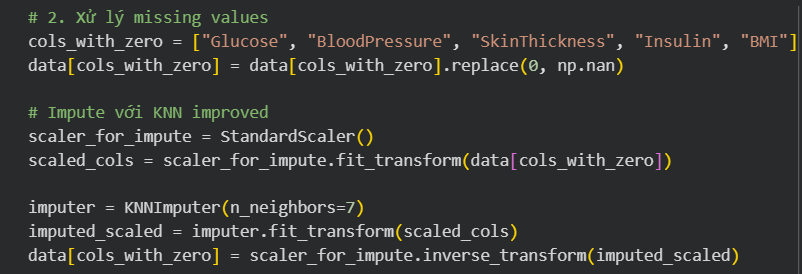 # 2. Xử lý missing values
cols_with_zero = ["Glucose", "BloodPressure", "SkinThickness", "Insulin", "BMI"]
data[cols_with_zero] = data[cols_with_zero].replace(0, np.nan)
# Impute với KNN improved
scaler_for_impute = StandardScaler()
scaled_cols = scaler_for_impute.fit_transform(data[cols_with_zero])
imputer = KNNImputer(n_neighbors=7)
imputed_scaled = imputer.fit_transform(scaled_cols)
data[cols_with_zero] = scaler_for_impute.inverse_transform(imputed_scaled)